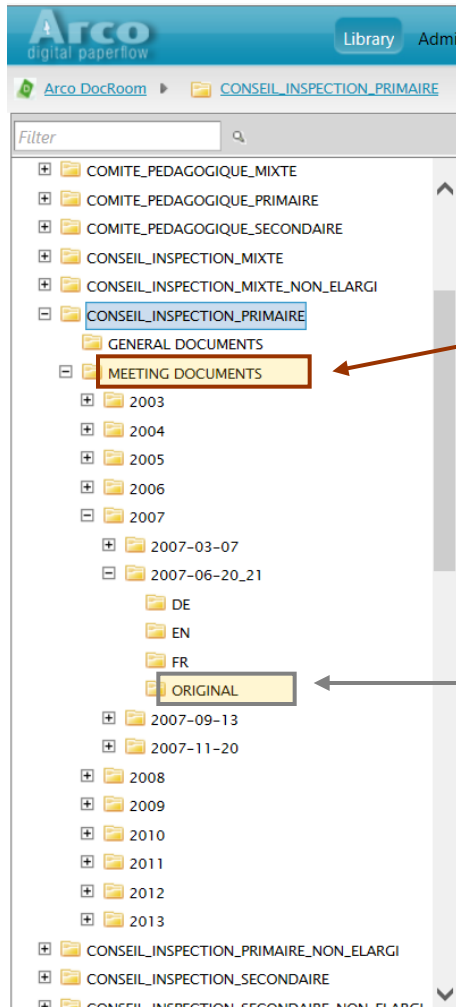 Arco
digital paperflow
Library Admi
Arco DocRoom CONSEIL_INSPECTION_PRIMAIRE
Filter
COMITE_PEDAGOGIQUE_MIXTE
COMITE_PEDAGOGIQUE_PRIMAIRE
COMITE_PEDAGOGIQUE_SECONDAIRE
CONSEIL_INSPECTION_MIXTE
CONSEIL_INSPECTION_MIXTE_NON_ELARGI
CONSEIL_INSPECTION_PRIMAIRE
GENERAL DOCUMENTS
MEETING DOCUMENTS
2003
2004
2005
2006
2007
2007-03-07
2007-06-20_21
DE
EN
FR
ORIGINAL
2007-09-13
2007-11-20
2008
2009
2010
2011
2012
2013
CONSEIL_INSPECTION_PRIMAIRE_NON_ELARGI
CONSEIL_INSPECTION_SECONDAIRE
CONSEIL_INSPECTION_SECONDAIRE_NON_ELARGI